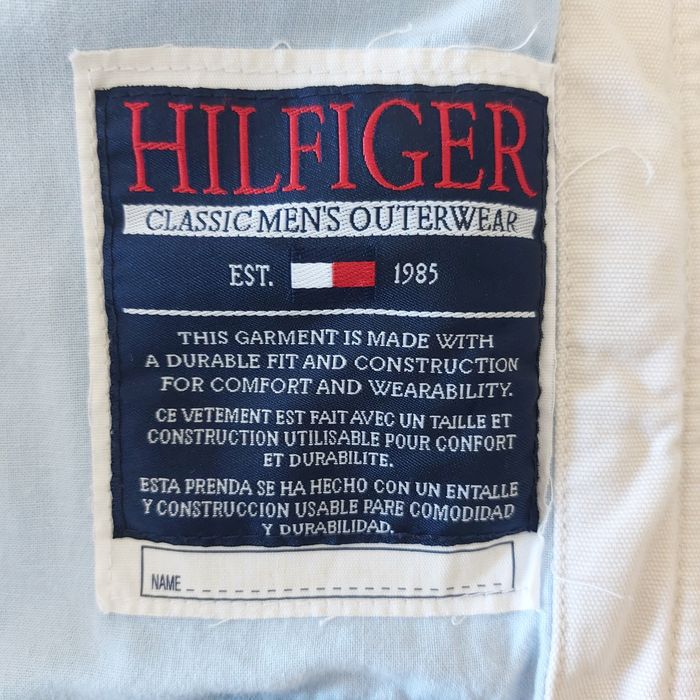 HILFIGER
CLASSIC MEN'S OUTERWEAR
EST. 1985
THIS GARMENT IS MADE WITH
A DURABLE FIT AND CONSTRUCTION
FOR COMFORT AND WEARABILITY.
CE VETEMENT EST FAIT AVEC UN TAILLE ET
CONSTRUCTION UTILISABLE POUR CONFORT
ET DURABILITE.
ESTA PRENDA SE HA HECHO CON UN ENTALLE
Y CONSTRUCCION USABLE PARE COMODIDAD
Y DURABILIDAD.
NAME